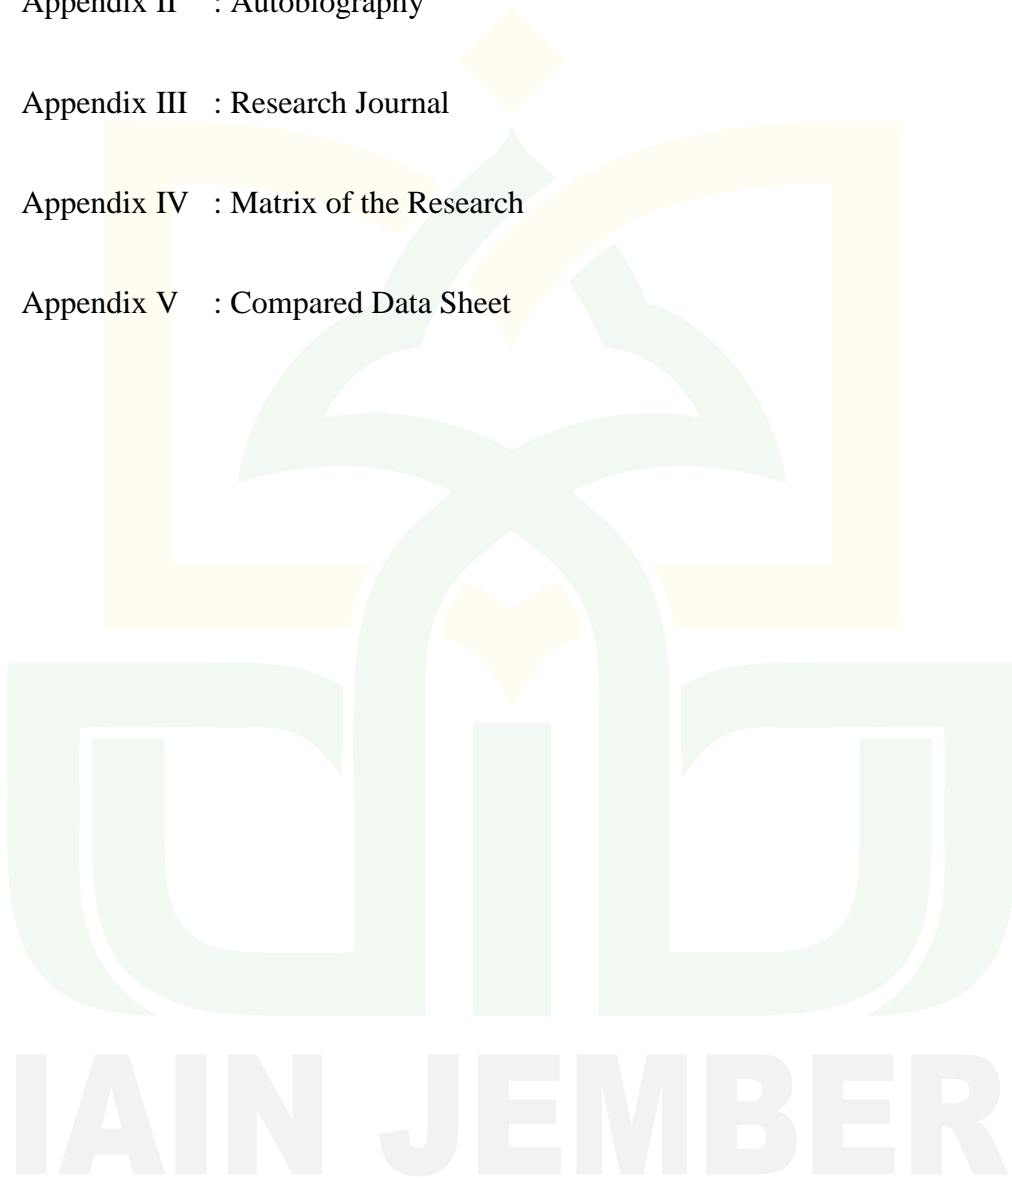 Appendix II : Autobiography
Appendix III : Research Journal
Appendix IV : Matrix of the Research
Appendix V : Compared Data Sheet
IAIN JEMBER